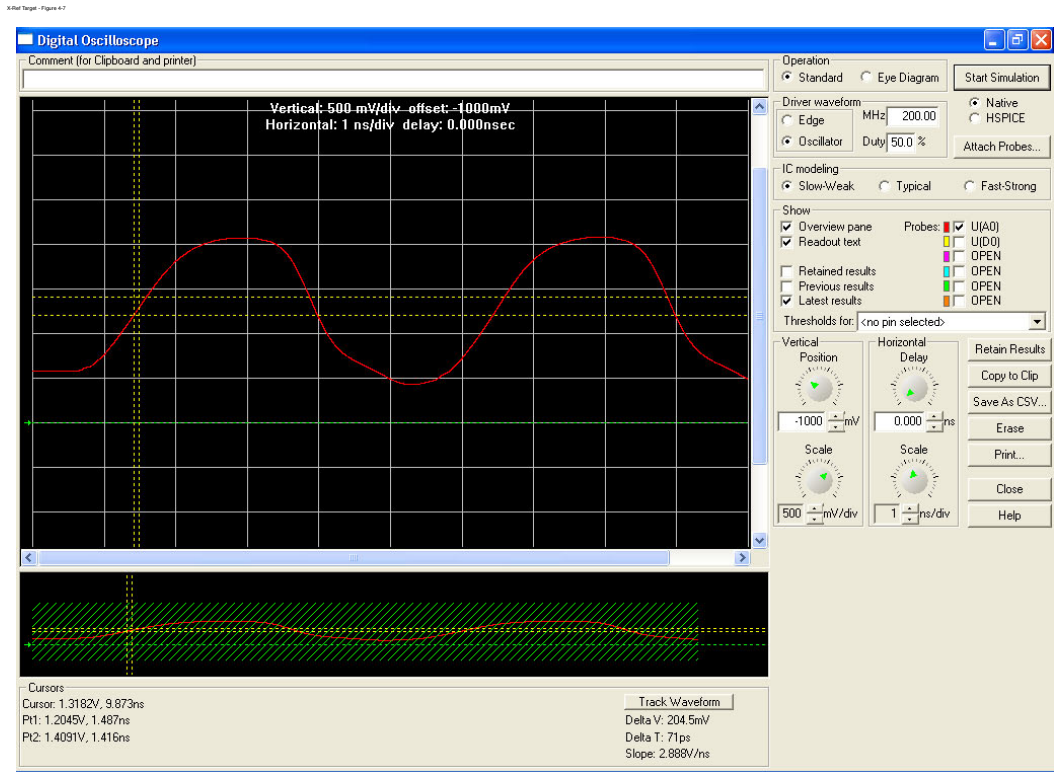 X-Ref Target - Figure 4-7
Digital Oscilloscope
Comment (for Clipboard and printer)
Vertical: 500 mV/div offset: -1000mV
Horizontal: 1 ns/div delay: 0.000nsec
Operation
Standard Eye Diagram
Start Simulation
Driver waveform
Edge
MHz 200.00
Oscillator
Duty 50.0 %
Native
HSPICE
Attach Probes...
IC modeling
Slow-Weak Typical Fast-Strong
Show
Overview pane Probes: U(A0)
Readout text U(D0)
OPEN
Retained results OPEN
Previous results OPEN
Latest results OPEN
Thresholds for: <no pin selected>
Vertical
Position
-1000 mV
Scale
500 mV/div
Horizontal
Delay
0.000 ns
Scale
1 ns/div
Retain Results
Copy to Clip
Save As CSV...
Erase
Print...
Close
Help
Cursors
Cursor: 1.3182V, 9.873ns
Pt1: 1.2045V, 1.487ns
Pt2: 1.4091V, 1.416ns
Track Waveform
Delta V: 204.5mV
Delta T: 71ps
Slope: 2.888V/ns